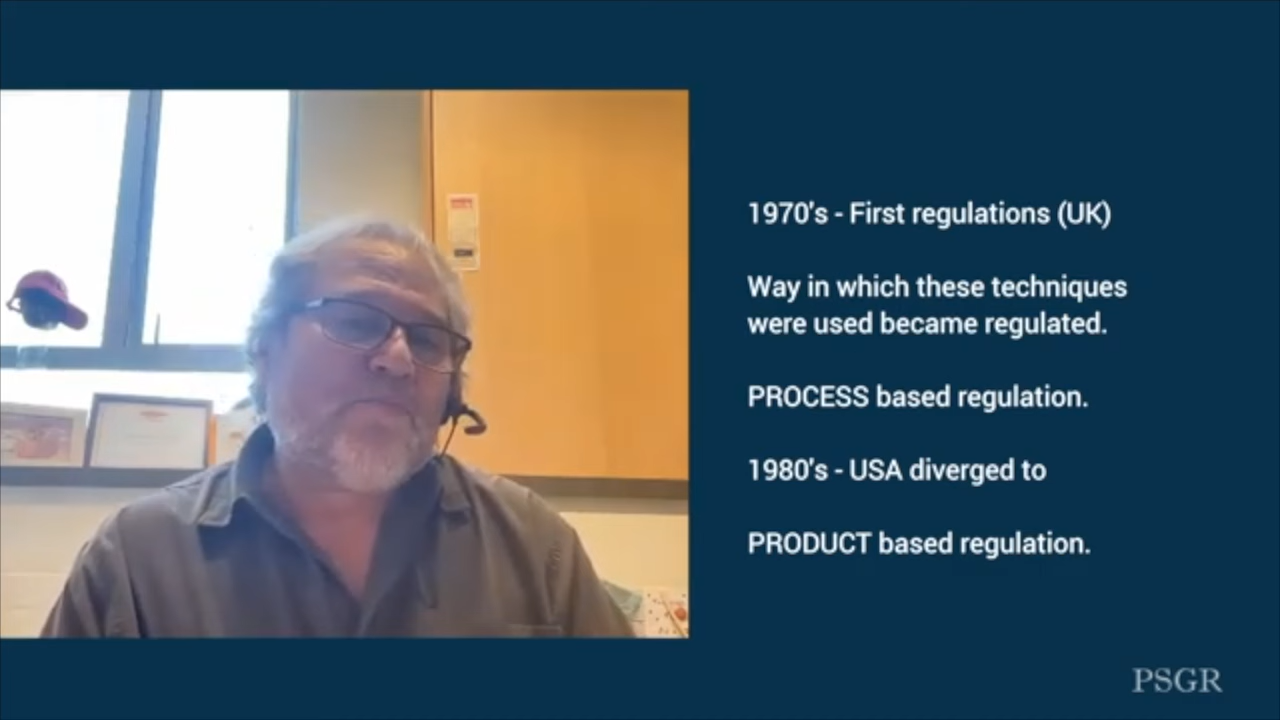 1970's - First regulations (UK)
Way in which these techniques
were used became regulated.
PROCESS based regulation.
1980's - USA diverged to
PRODUCT based regulation.
PSGR